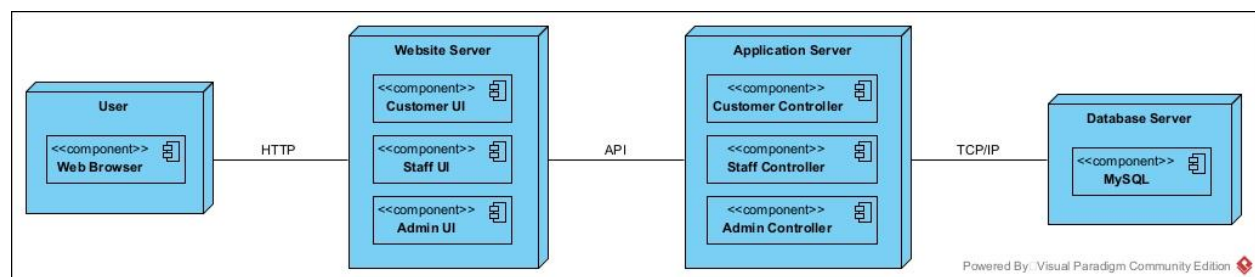 User
<<component>>
Web Browser
HTTP
Website Server
<<component>>
Customer UI
<<component>>
Staff UI
<<component>>
Admin UI
API
Application Server
<<component>>
Customer Controller
<<component>>
Staff Controller
<<component>>
Admin Controller
TCP/IP
Database Server
<<component>>
MySQL
Powered By Visual Paradigm Community Edition